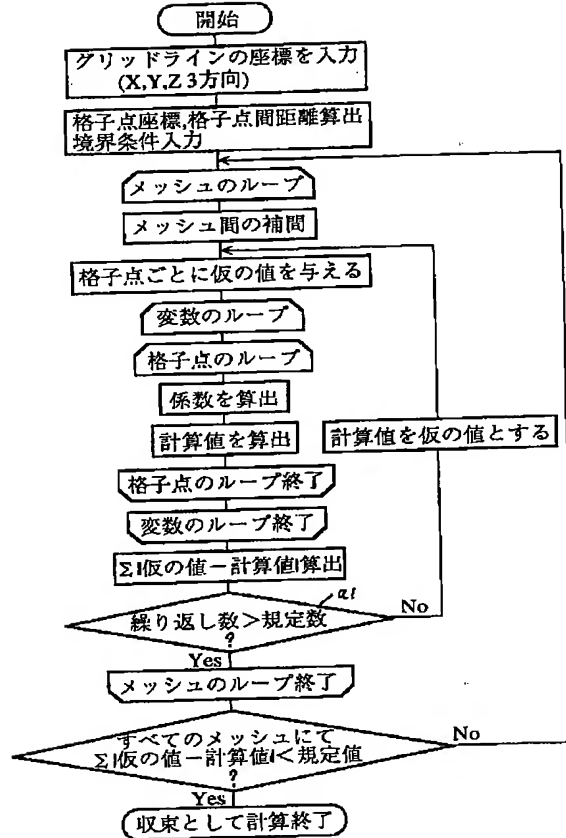 開始
グリッドラインの座標を入力
(X,Y,Z 3方向)
格子点座標,格子点間距離算出
境界条件入力
メッシュのループ
メッシュ間の補間
格子点ごとに仮の値を与える
変数のループ
格子点のループ
係数を算出
計算値を算出
計算値を仮の値とする
格子点のループ終了
変数のループ終了
Σ|仮の値－計算値|算出
a1
繰り返し数＞規定数
?
No
Yes
メッシュのループ終了
すべてのメッシュにて
Σ|仮の値－計算値|＜規定値
?
No
Yes
収束として計算終了